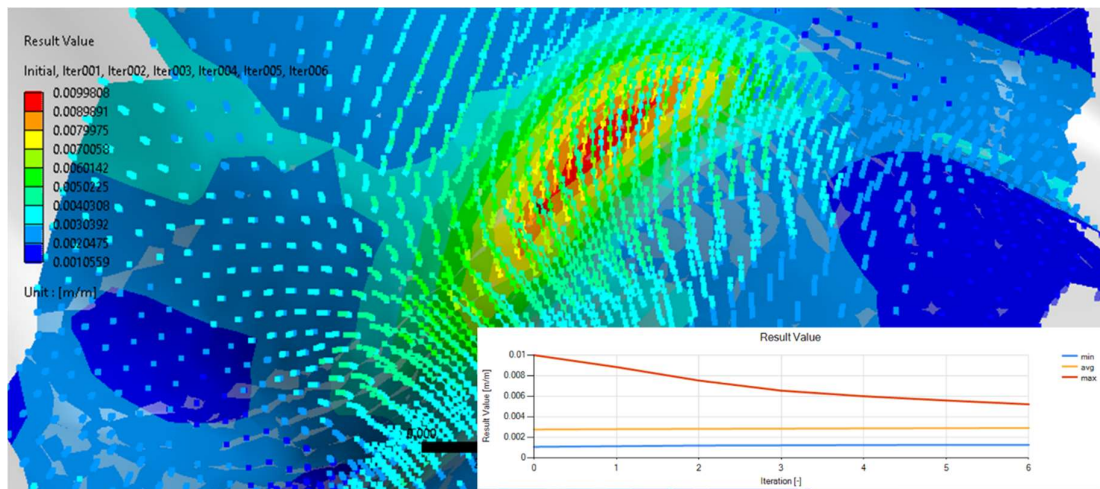 Result Value
Initial, Iter001, Iter002, Iter003, Iter004, Iter005, Iter006
0.0099808
0.0089891
0.0079975
0.0070058
0.0060142
0.0050225
0.0040308
0.0030392
0.0020475
0.0010559
Unit : [m/m]
0.000
Result Value
Result Value [m/m]
0.01
0.008
0.006
0.004
0.002
0
0 1 2 3 4 5 6
Iteration [-]
min
avg
max